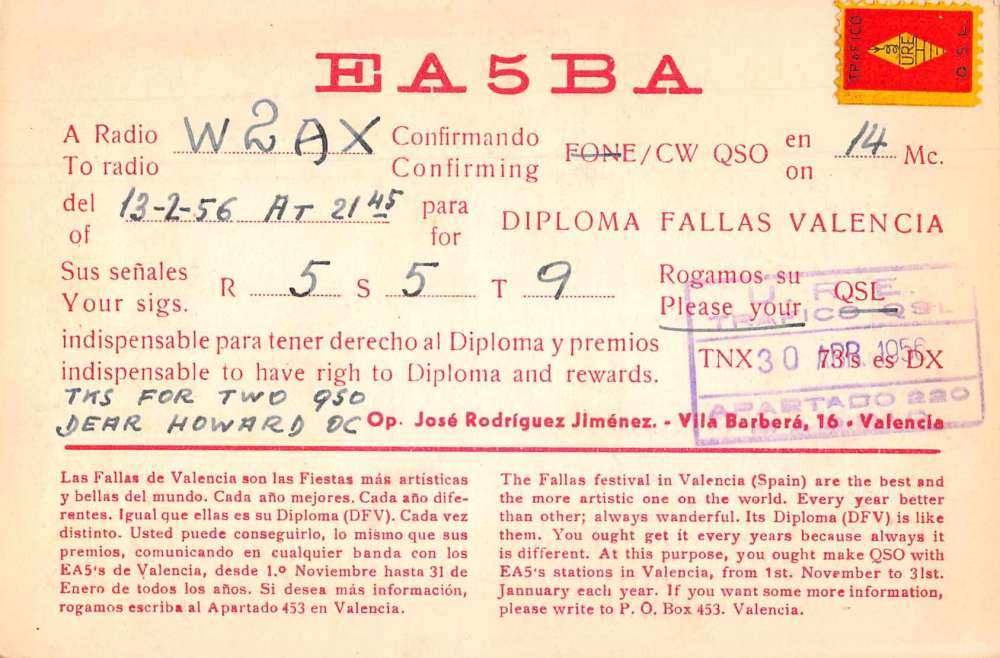 EA5BA
TRAFICO URE QSL
A Radio W2AX Confirmando FONE/CW QSO en 14 Mc.
To radio Confirming on
del 13-2-56 AT 21 45 para DIPLOMA FALLAS VALENCIA
of for
Sus señales R 5 S 5 T 9 Rogamos su QSL
Your sigs. Please your
U. R. E.
TRAFICO QSL
indispensable para tener derecho al Diploma y premios
indispensable to have righ to Diploma and rewards.
TNX 73's es DX
30 ABR 1956
APARTADO 220
TKS FOR TWO QSO
DEAR HOWARD OC Op. José Rodríguez Jiménez. - Vila Barberá, 16 - Valencia
Las Fallas de Valencia son las Fiestas más artísticas
y bellas del mundo. Cada año mejores. Cada año dife-
rentes. Igual que ellas es su Diploma (DFV). Cada vez
distinto. Usted puede conseguirlo, lo mismo que sus
premios, comunicando en cualquier banda con los
EA5's de Valencia, desde 1.º Noviembre hasta 31 de
Enero de todos los años. Si desea más información,
rogamos escriba al Apartado 453 en Valencia.
The Fallas festival in Valencia (Spain) are the best and
the more artistic one on the world. Every year better
than other; always wanderful. Its Diploma (DFV) is like
them. You ought get it every years because always it
is different. At this purpose, you ought make QSO with
EA5's stations in Valencia, from 1st. November to 31st.
Jannuary each year. If you want some more information,
please write to P. O. Box 453. Valencia.